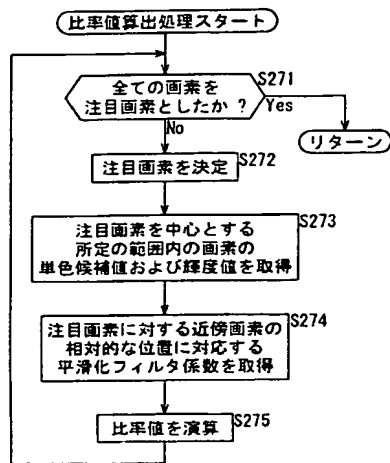 比率値算出処理スタート
S271
全ての画素を
注目画素としたか ?
Yes
No
リターン
S272
注目画素を決定
S273
注目画素を中心とする
所定の範囲内の画素の
単色候補値および輝度値を取得
S274
注目画素に対する近傍画素の
相対的な位置に対応する
平滑化フィルタ係数を取得
S275
比率値を演算